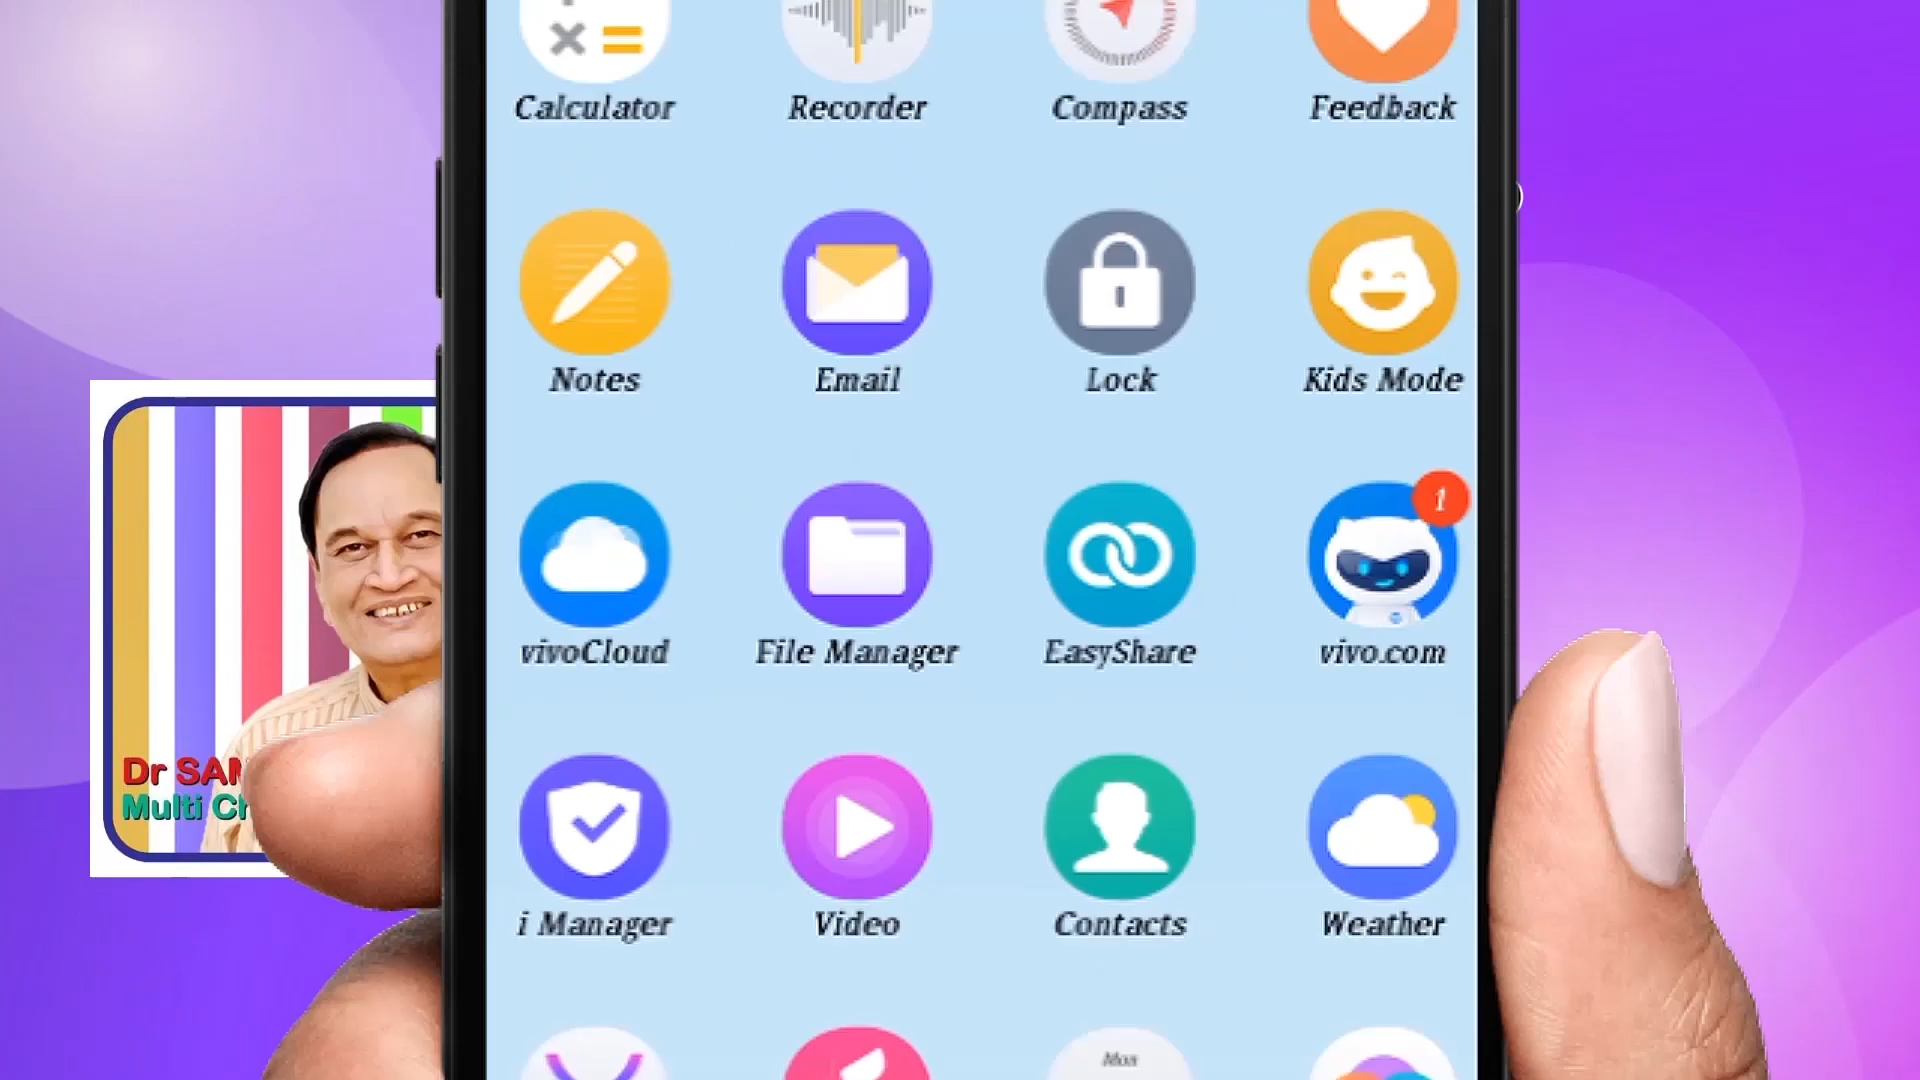 Calculator Recorder Compass Feedback
Notes Email Lock Kids Mode
1
vivoCloud File Manager EasyShare vivo.com
Dr
Multi
i Manager Video Contacts Weather
Mon